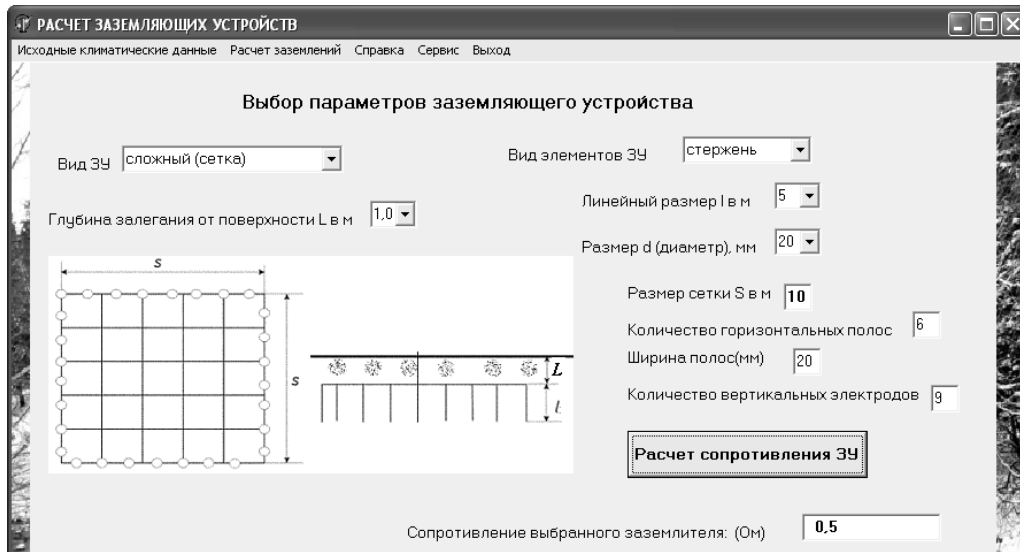 РАСЧЕТ ЗАЗЕМЛЯЮЩИХ УСТРОЙСТВ
Исходные климатические данные Расчет заземлений Справка Сервис Выход
Выбор параметров заземляющего устройства
Вид ЗУ сложный (сетка)
Вид элементов ЗУ стержень
Глубина залегания от поверхности L в м 1,0
Линейный размер l в м 5
Размер d (диаметр), мм 20
S
S
L
l
Размер сетки S в м 10
Количество горизонтальных полос 6
Ширина полос(мм) 20
Количество вертикальных электродов 9
Расчет сопротивления ЗУ
Сопротивление выбранного заземлителя: (Ом) 0,5